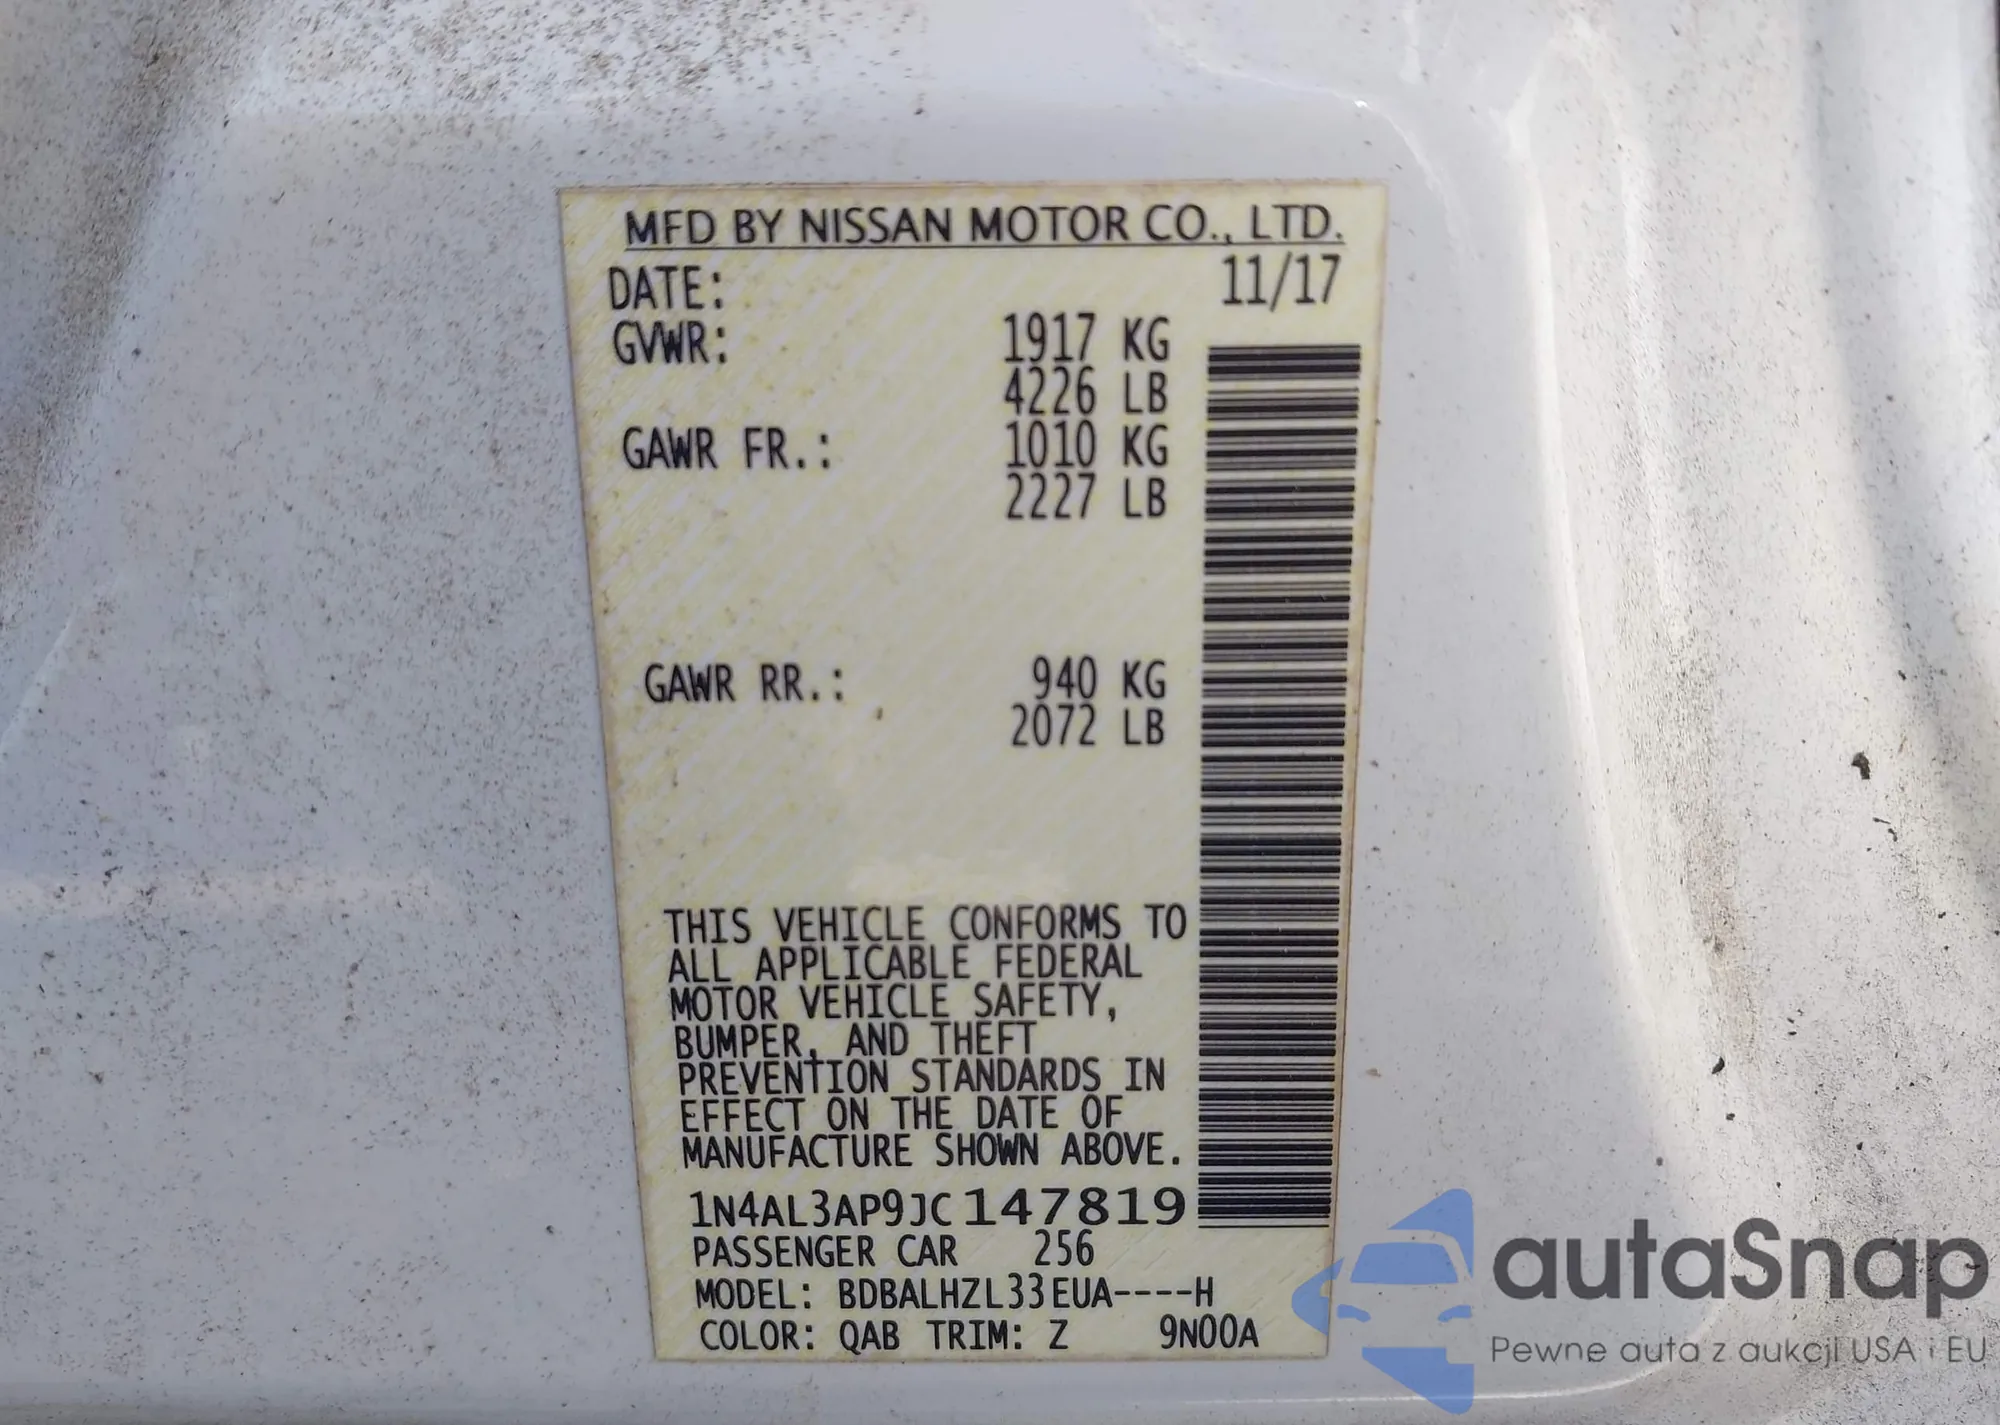 MFD BY NISSAN MOTOR CO., LTD.
DATE: 11/17
GVWR: 1917 KG
4226 LB
GAWR FR.: 1010 KG
2227 LB
GAWR RR.: 940 KG
2072 LB
THIS VEHICLE CONFORMS TO
ALL APPLICABLE FEDERAL
MOTOR VEHICLE SAFETY,
BUMPER, AND THEFT
PREVENTION STANDARDS IN
EFFECT ON THE DATE OF
MANUFACTURE SHOWN ABOVE.
1N4AL3AP9JC147819
PASSENGER CAR 256
MODEL: BDBALHZL33EUA----H
COLOR: QAB TRIM: Z 9N00A
autaSnap
Pewne auta z aukcji USA i EU